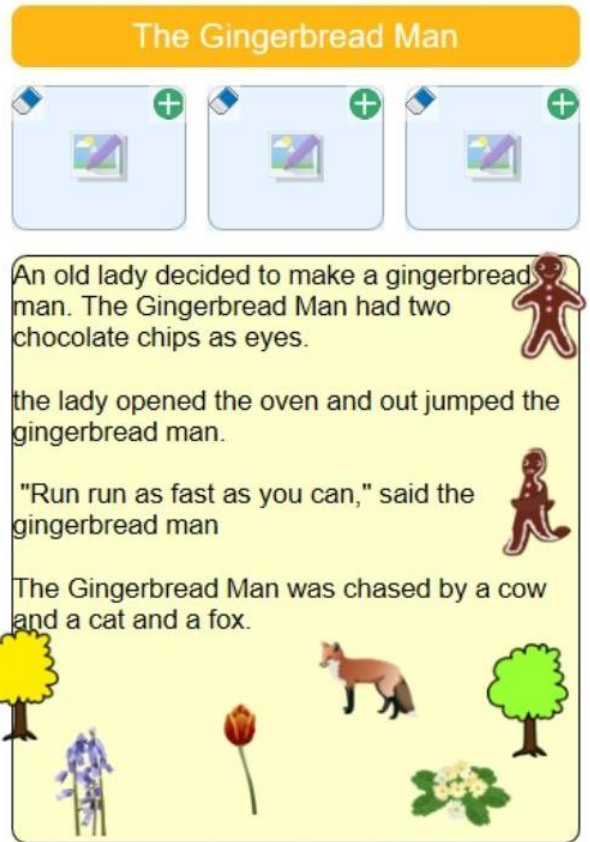 The Gingerbread Man
An old lady decided to make a gingerbread
man. The Gingerbread Man had two
chocolate chips as eyes.
the lady opened the oven and out jumped the
gingerbread man.
"Run run as fast as you can," said the
gingerbread man
The Gingerbread Man was chased by a cow
and a cat and a fox.